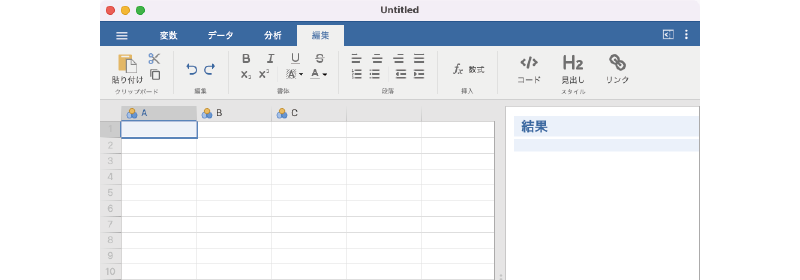 Untitled
変数 データ 分析 編集
B I U S
貼り付け X₂ X² A A fx 数式 </> コード H2 見出し リンク
クリップボード 編集 書体 段落 挿入 スタイル
A B C
結果
1
2
3
4
5
6
7
8
9
10